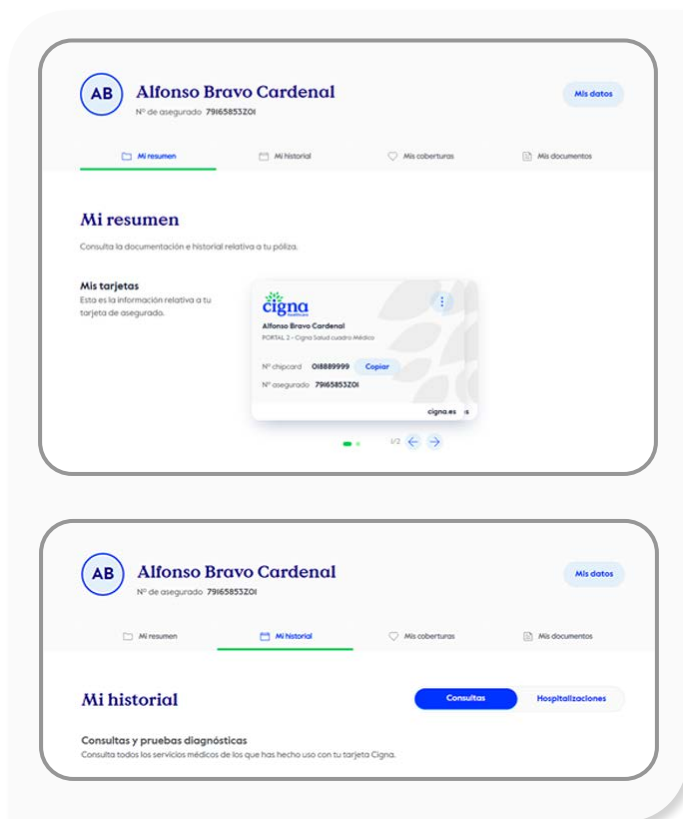 AB
Alfonso Bravo Cardenal
Mis datos
Nº de asegurado 79165853Z01
Mi resumen
Mi historial
Mis coberturas
Mis documentos
Mi resumen
Consulta la documentación e historial relativa a tu póliza.
Mis tarjetas
Esta es la información relativa a tu
tarjeta de asegurado.
cigna
healthcare
Alfonso Bravo Cardenal
PORTAL 2 - Cigna Salud cuadro Médico
Nº chipcard 018889999 Copiar
Nº asegurado 79165853Z01
cigna.es
1/2
AB
Alfonso Bravo Cardenal
Mis datos
Nº de asegurado 79165853Z01
Mi resumen
Mi historial
Mis coberturas
Mis documentos
Mi historial
Consultas
Hospitalizaciones
Consultas y pruebas diagnósticas
Consulta todos los servicios médicos de los que has hecho uso con tu tarjeta Cigna.